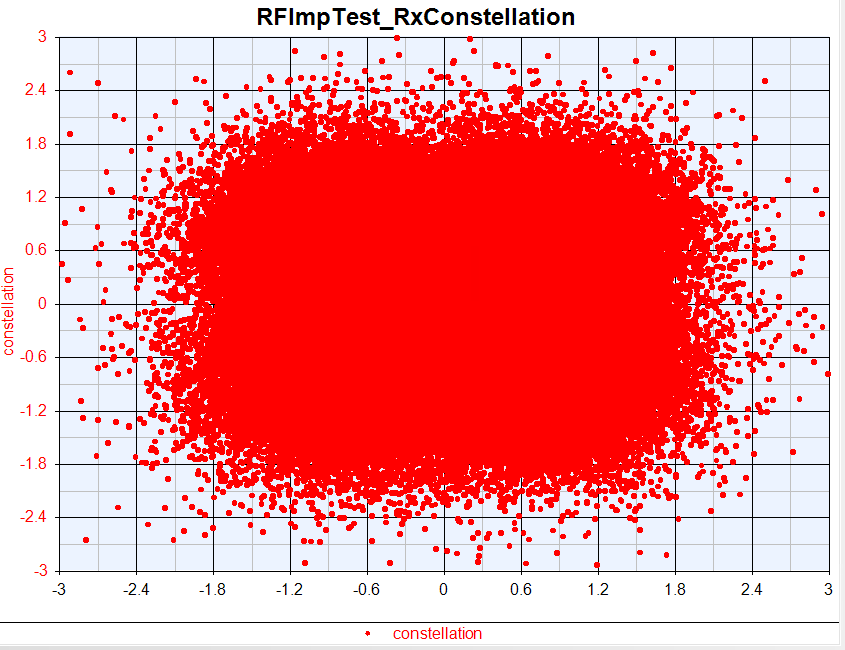 RFImpTest_RxConstellation
3
2.4
1.8
1.2
0.6
0
-0.6
-1.2
-1.8
-2.4
-3
constellation
-3 -2.4 -1.8 -1.2 -0.6 0 0.6 1.2 1.8 2.4 3
constellation